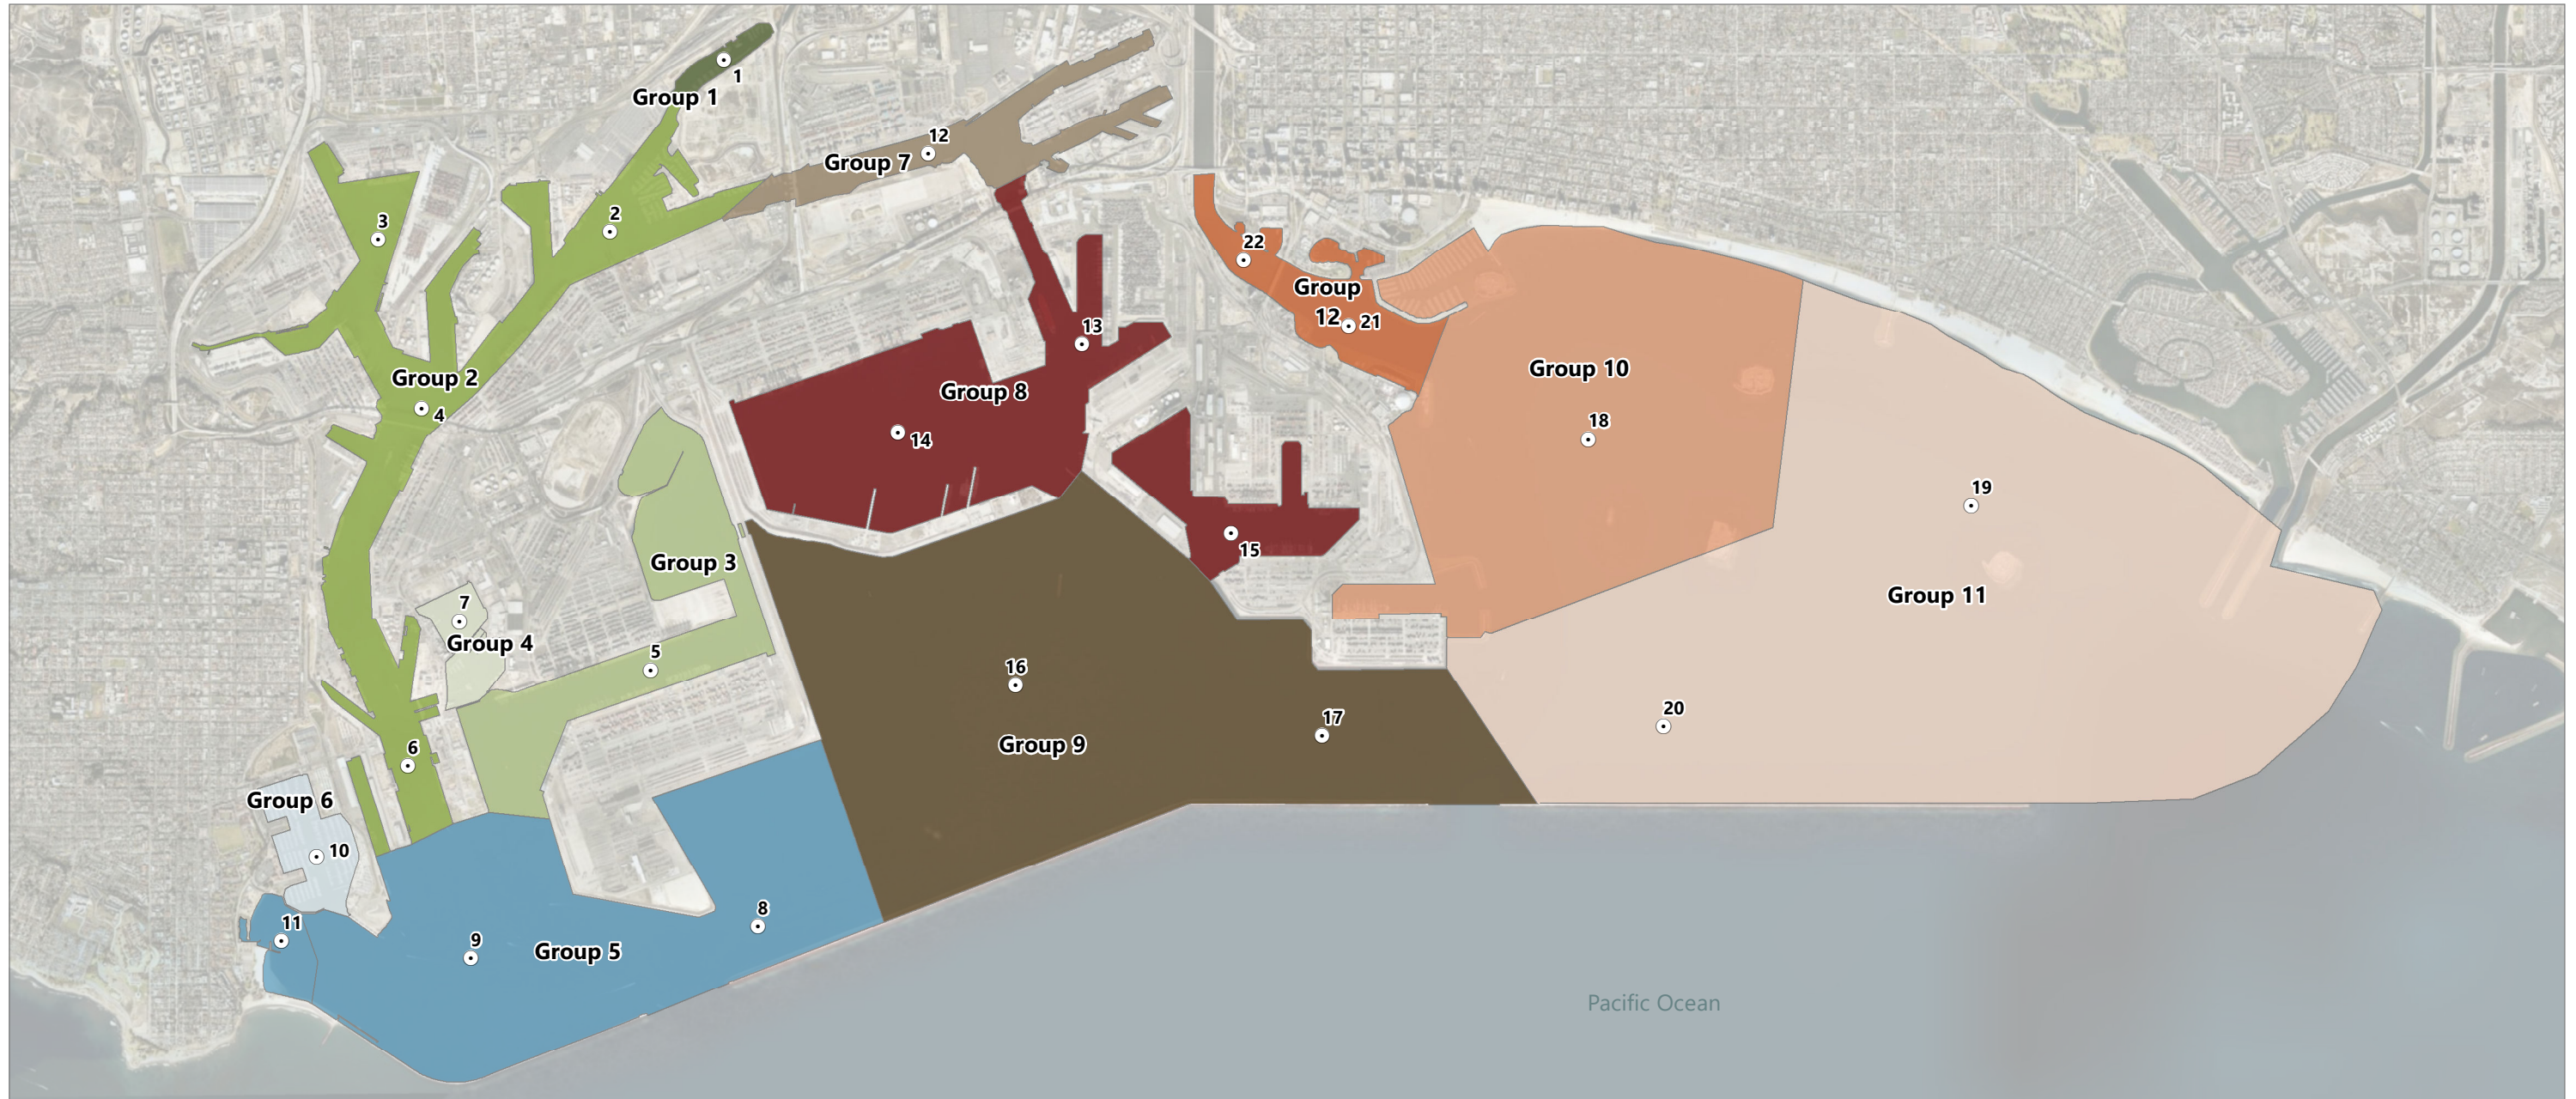 1
Group 1
12
Group 7
2
3
22
Group
12
21
13
Group 10
Group 2
4
Group 8
18
14
19
15
Group 3
Group 11
7
Group 4
5
16
20
17
Group 9
6
Group 6
10
8
11
9
Group 5
Pacific Ocean